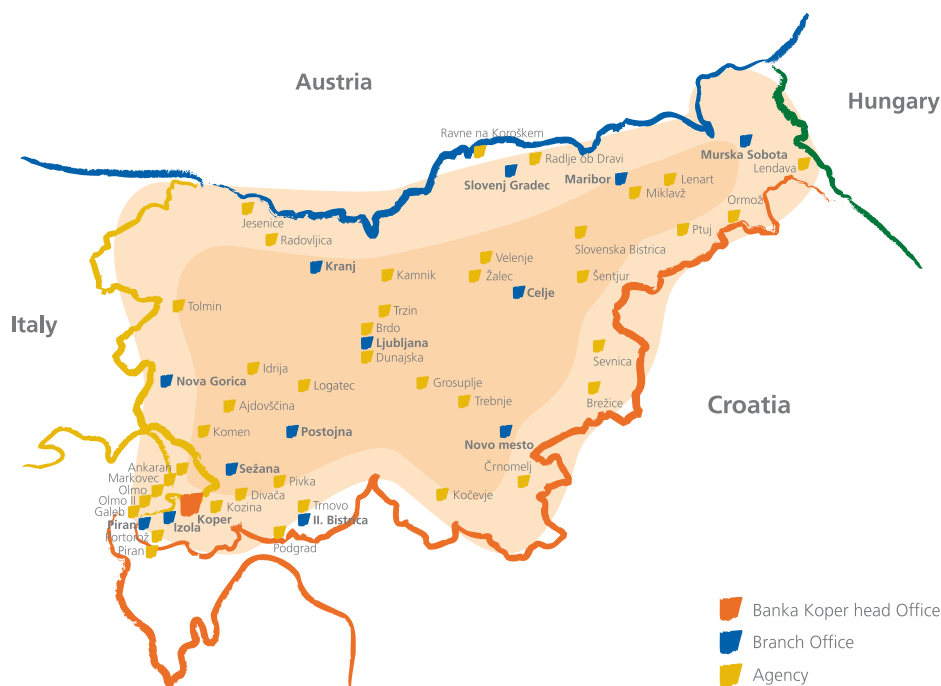 Austria
Hungary
Ravne na Koroškem
Radlje ob Dravi
Murska Sobota
Lendava
Slovenj Gradec
Maribor
Lenart
Miklavž
Ormož
Jesenice
Radovljica
Ptuj
Slovenska Bistrica
Kranj
Velenje
Kamnik
Žalec
Šentjur
Celje
Tolmin
Trzin
Italy
Brdo
Ljubljana
Dunajska
Sevnica
Idrija
Nova Gorica
Logatec
Grosuplje
Trebnje
Brežice
Croatia
Ajdovščina
Komen
Postojna
Novo mesto
Ankaran
Sežana
Črnomelj
Markovec
Pivka
Olmo
Divača
Kočevje
Olmo II
Kozina
Trnovo
Galeb
Koper
II. Bistrica
Piran
Izola
Portorož
Podgrad
Piran
Banka Koper head Office
Branch Office
Agency